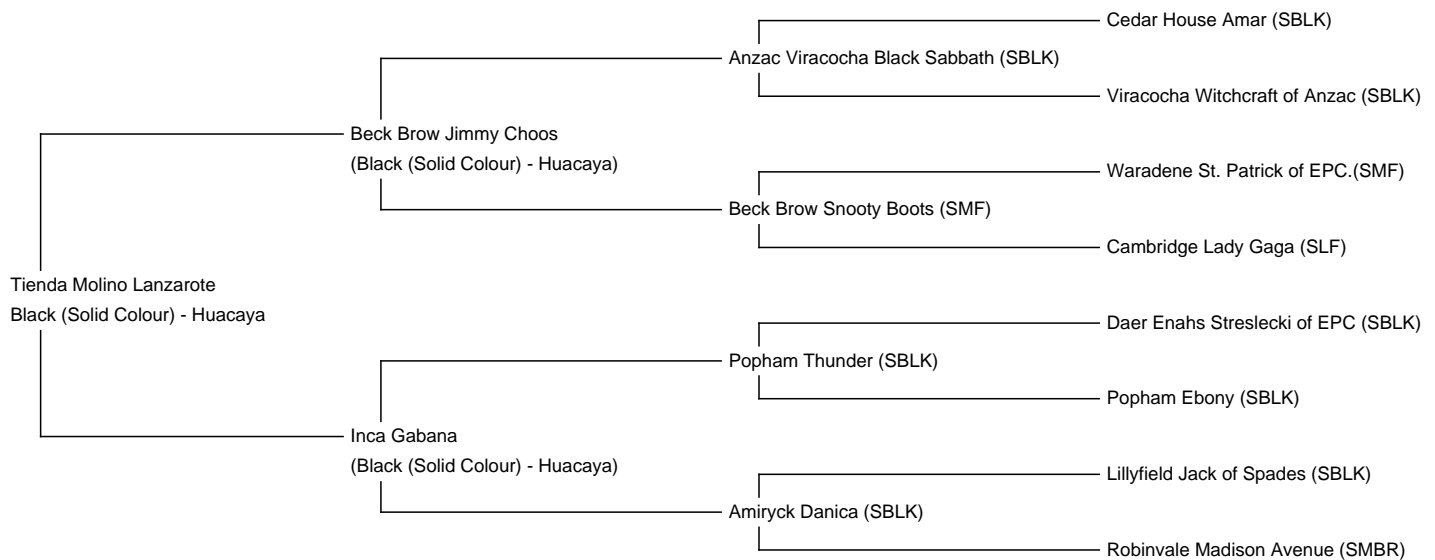 Cedar House Amar (SBLK)
Anzac Viracocha Black Sabbath (SBLK)
Viracocha Witchcraft of Anzac (SBLK)
Beck Brow Jimmy Choos
(Black (Solid Colour) - Huacaya)
Waradene St. Patrick of EPC.(SMF)
Beck Brow Snooty Boots (SMF)
Cambridge Lady Gaga (SLF)
Tienda Molino Lanzarote
Black (Solid Colour) - Huacaya
Daer Enahs Streslecki of EPC (SBLK)
Popham Thunder (SBLK)
Popham Ebony (SBLK)
Inca Gabana
(Black (Solid Colour) - Huacaya)
Lillyfield Jack of Spades (SBLK)
Amiryck Danica (SBLK)
Robinvale Madison Avenue (SMBR)